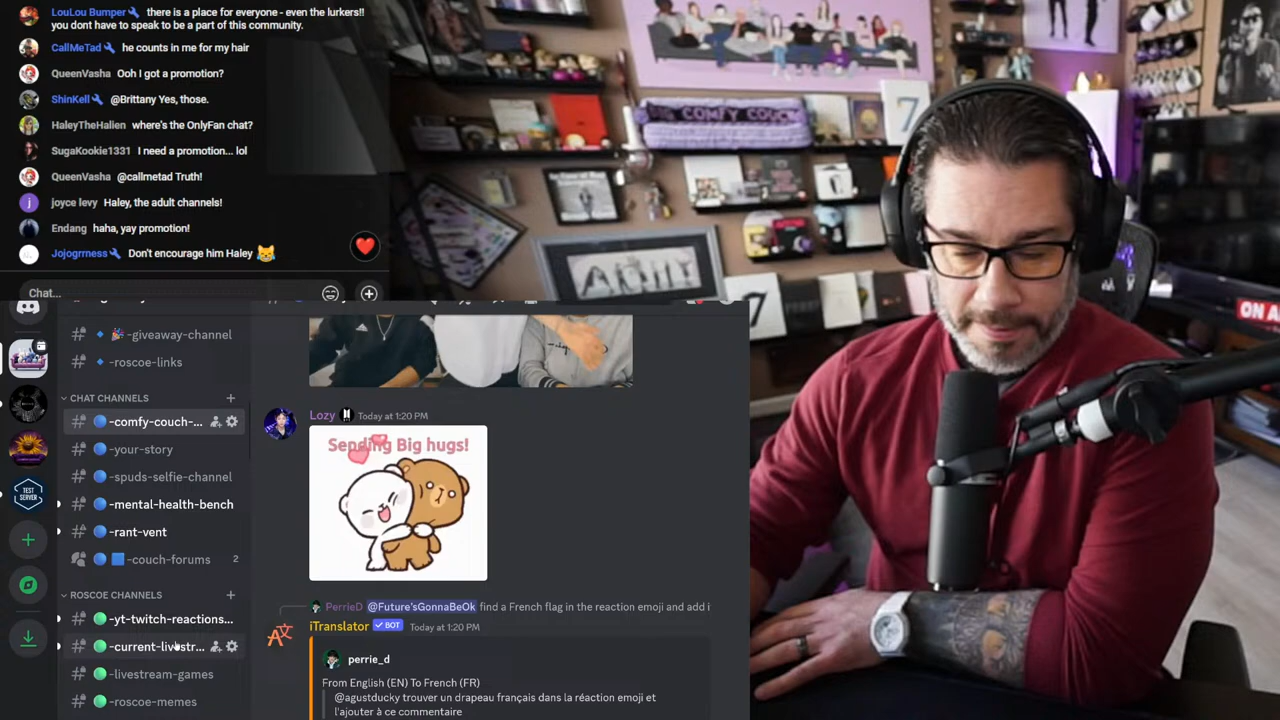 LouLou Bumper there is a place for everyone - even the lurkers!!
you dont have to speak to be a part of this community.
CallMeTad he counts in me for my hair
QueenVasha Ooh I got a promotion?
ShinKell @Brittany Yes, those.
HaleyTheHalien where's the OnlyFan chat?
SugaKookie1331 I need a promotion... lol
QueenVasha @callmetad Truth!
j joyce levy Haley, the adult channels!
Endang haha, yay promotion!
Jojogrrness Don't encourage him Haley
Chat...
BIG COMFY COUCH
7
ARMY
7
ON A
-giveaway-channel
-roscoe-links
CHAT CHANNELS
-comfy-couch-...
-your-story
-spuds-selfie-channel
-mental-health-bench
-rant-vent
-couch-forums 2
ROSCOE CHANNELS
-yt-twitch-reactions...
-current-livestr...
-livestream-games
-roscoe-memes
TEST
SERVER
Lozy Today at 1:20 PM
Sending Big hugs!
PerrieD @Future'sGonnaBeOk find a French flag in the reaction emoji and add i
iTranslator BOT Today at 1:20 PM
perrie_d
From English (EN) To French (FR)
@agustducky trouver un drapeau français dans la réaction emoji et
l'ajouter à ce commentaire